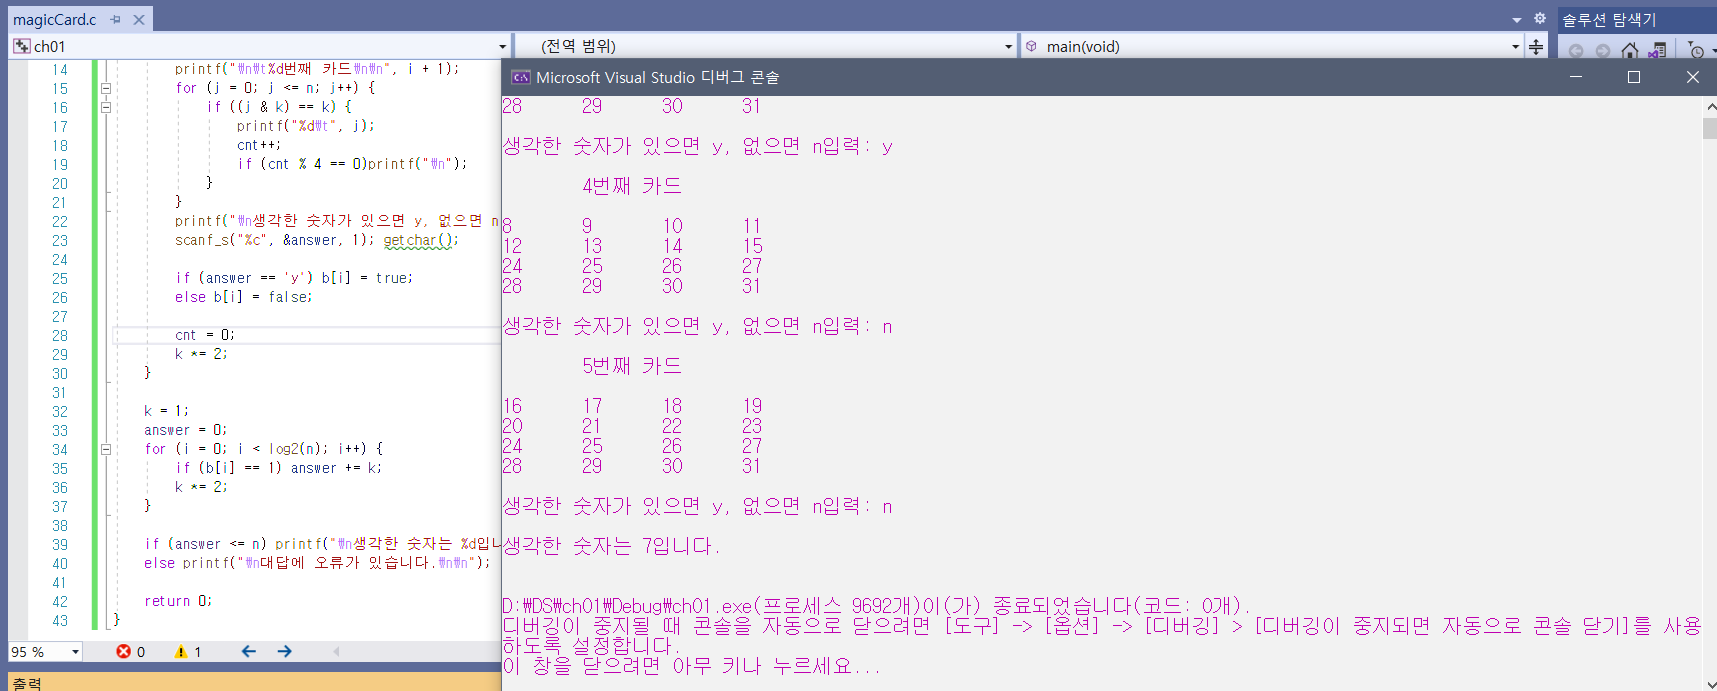 magicCard.c
솔루션 탐색기
ch01
(전역 범위)
main(void)
14 printf("\n\t%d번째 카드\n\n", i + 1);
15 for (j = 0; j <= n; j++) {
16 if ((j & k) == k) {
17 printf("%d\t", j);
18 cnt++;
19 if (cnt % 4 == 0)printf("\n");
20 }
21 }
22 printf("\n생각한 숫자가 있으면 y, 없으면 n
23 scanf_s("%c", &answer, 1); getchar();
24
25 if (answer == 'y') b[i] = true;
26 else b[i] = false;
27
28 cnt = 0;
29 k *= 2;
30 }
31
32 k = 1;
33 answer = 0;
34 for (i = 0; i < log2(n); i++) {
35 if (b[i] == 1) answer += k;
36 k *= 2;
37 }
38
39 if (answer <= n) printf("\n생각한 숫자는 %d입니
40 else printf("\n대답에 오류가 있습니다.\n\n");
41
42 return 0;
43 }
95 %
0
1
출력
Microsoft Visual Studio 디버그 콘솔
28 29 30 31
생각한 숫자가 있으면 y, 없으면 n입력: y
4번째 카드
8 9 10 11
12 13 14 15
24 25 26 27
28 29 30 31
생각한 숫자가 있으면 y, 없으면 n입력: n
5번째 카드
16 17 18 19
20 21 22 23
24 25 26 27
28 29 30 31
생각한 숫자가 있으면 y, 없으면 n입력: n
생각한 숫자는 7입니다.
D:\DS\ch01\Debug\ch01.exe(프로세스 9692개)이(가) 종료되었습니다(코드: 0개).
디버깅이 중지될 때 콘솔을 자동으로 닫으려면 [도구] -> [옵션] -> [디버깅] > [디버깅이 중지되면 자동으로 콘솔 닫기]를 사용
하도록 설정합니다.
이 창을 닫으려면 아무 키나 누르세요...